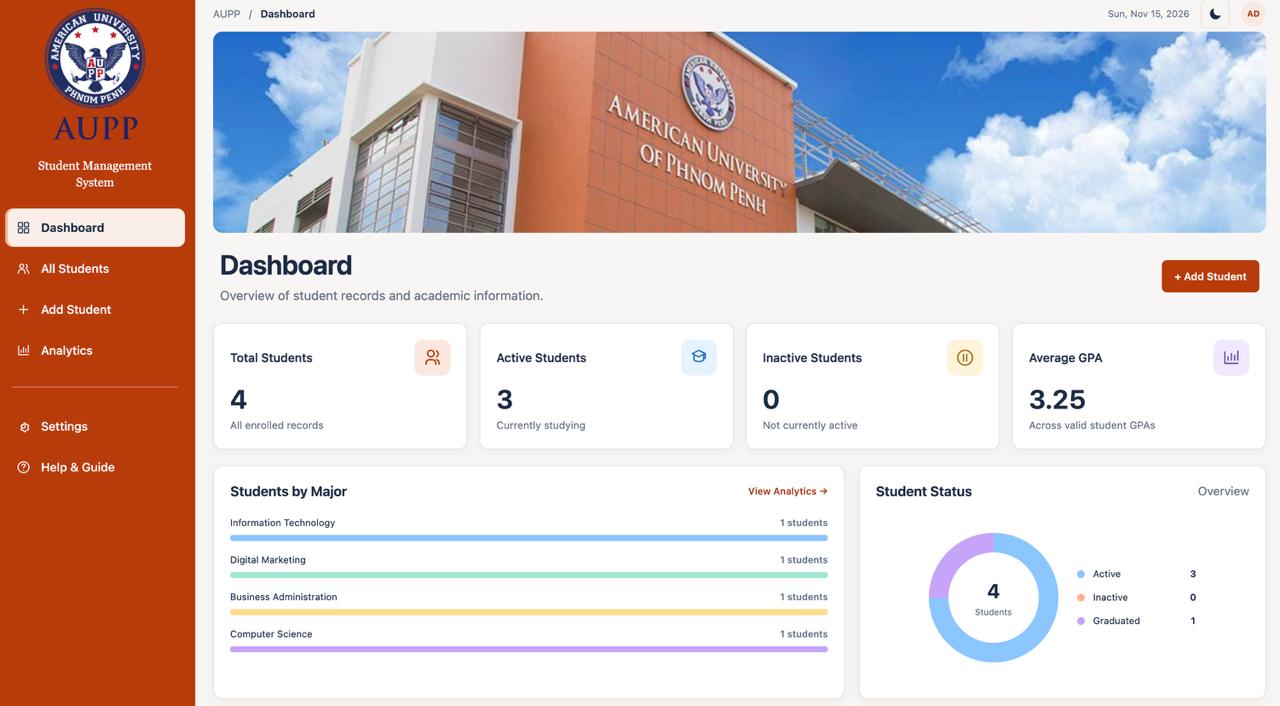 AMERICAN UNIVERSITY
AU
PP
PHNOM PENH
AUPP
Student Management
System
Dashboard
All Students
Add Student
Analytics
Settings
Help & Guide
AUPP / Dashboard
Sun, Nov 15, 2026
AD
AMERICAN UNIVERSITY
OF PHNOM PENH
Dashboard
Overview of student records and academic information.
+ Add Student
Total Students
4
All enrolled records
Active Students
3
Currently studying
Inactive Students
0
Not currently active
Average GPA
3.25
Across valid student GPAs
Students by Major
View Analytics →
Information Technology 1 students
Digital Marketing 1 students
Business Administration 1 students
Computer Science 1 students
Student Status
Overview
4
Students
Active 3
Inactive 0
Graduated 1